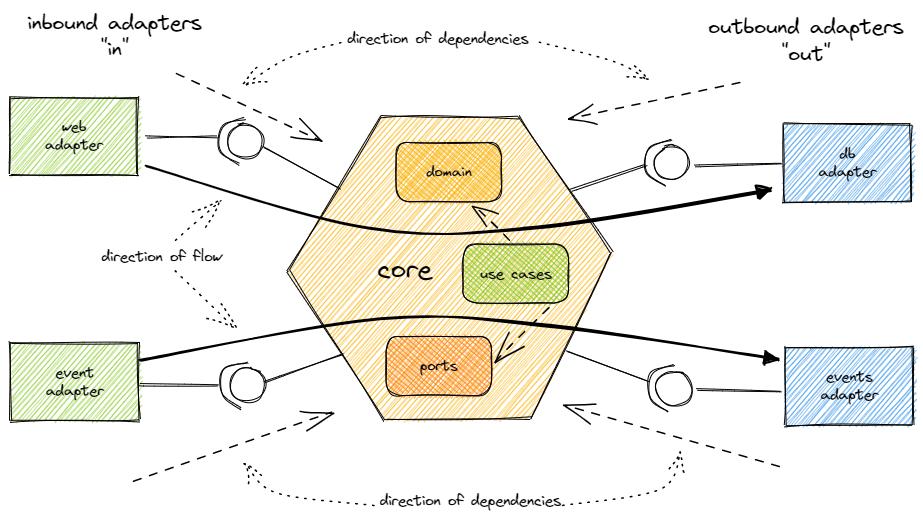 inbound adapters
"in"
direction of dependencies
outbound adapters
"out"
web
adapter
domain
db
adapter
direction of flow
core
use cases
event
adapter
ports
events
adapter
direction of dependencies